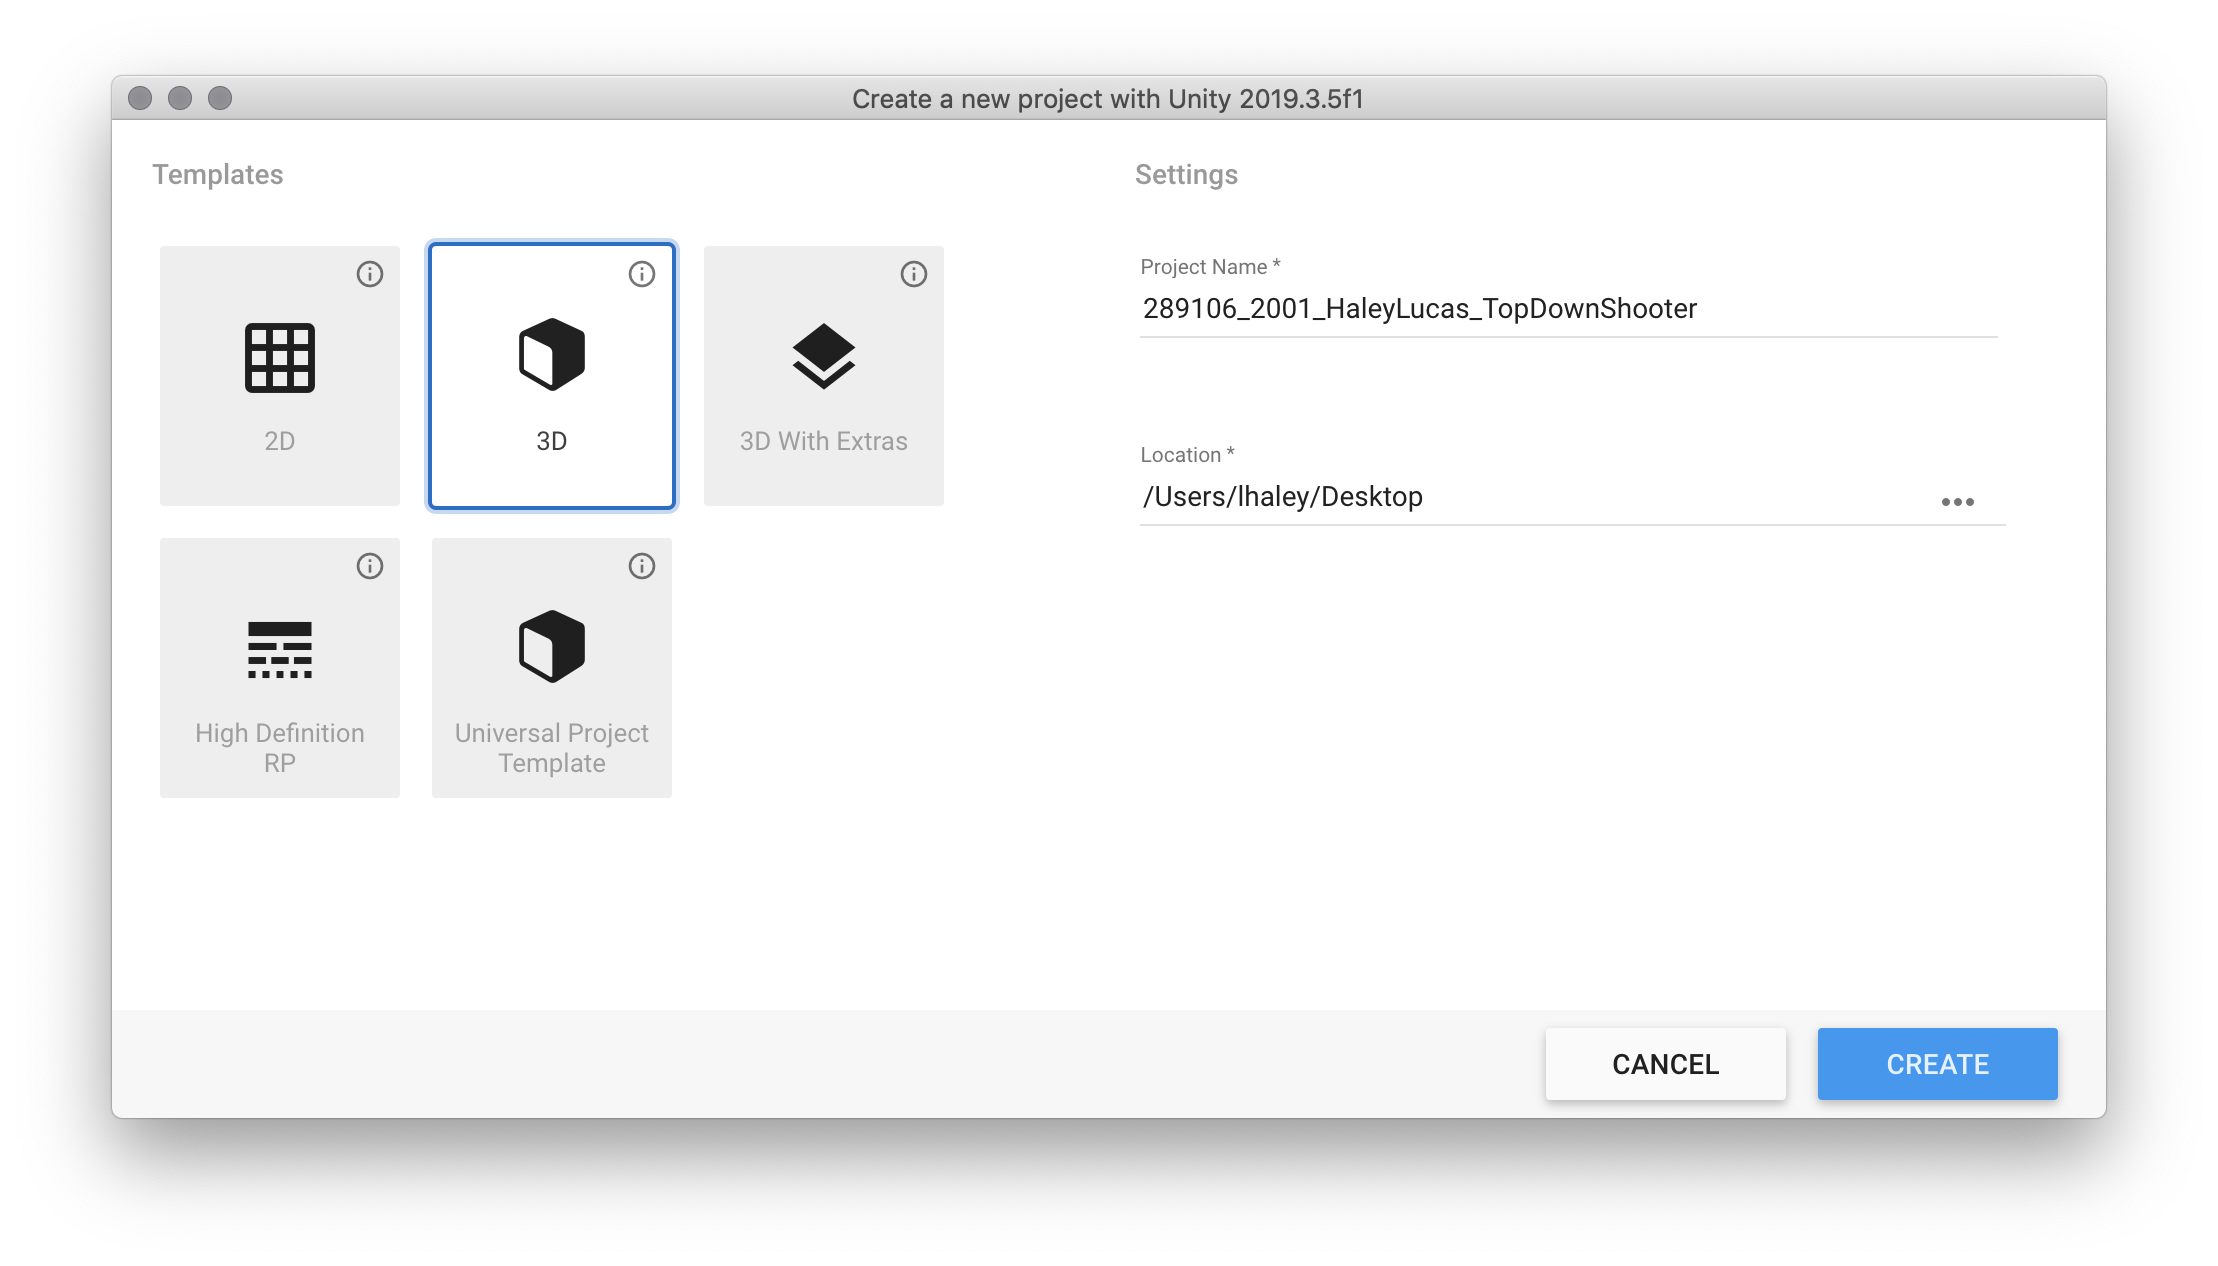 Create a new project with Unity 2019.3.5f1
Templates
2D
3D
3D With Extras
High Definition
RP
Universal Project
Template
Settings
Project Name *
289106_2001_HaleyLucas_TopDownShooter
Location *
/Users/lhaley/Desktop
CANCEL
CREATE